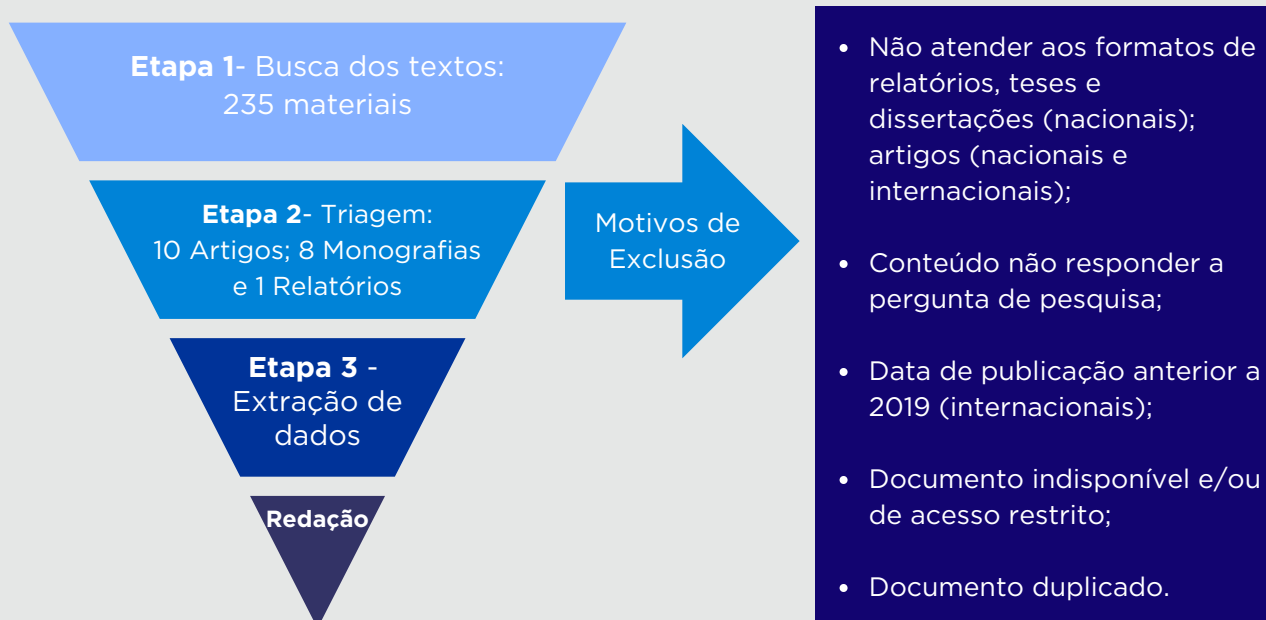 Etapa 1- Busca dos textos:
235 materiais
Etapa 2- Triagem:
10 Artigos; 8 Monografias
e 1 Relatórios
Etapa 3 -
Extração de
dados
Redação
Motivos de
Exclusão
• Não atender aos formatos de
relatórios, teses e
dissertações (nacionais);
artigos (nacionais e
internacionais);
• Conteúdo não responder a
pergunta de pesquisa;
• Data de publicação anterior a
2019 (internacionais);
• Documento indisponível e/ou
de acesso restrito;
• Documento duplicado.